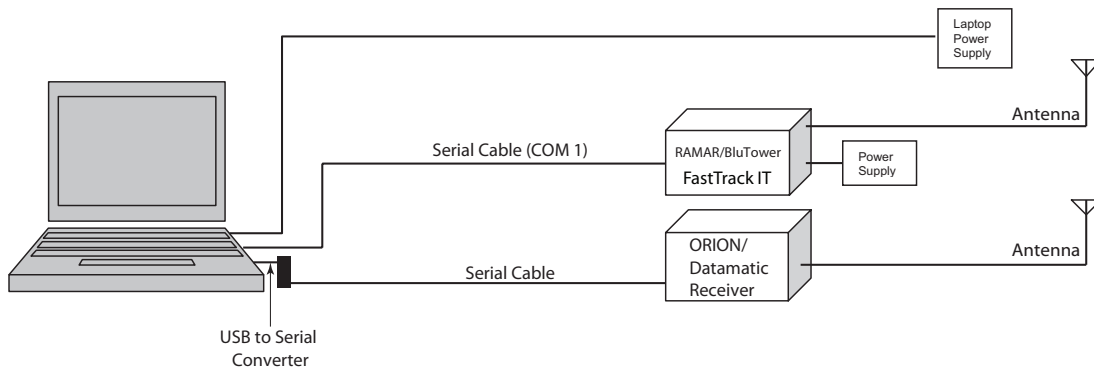 Laptop
Power
Supply
Antenna
Serial Cable (COM 1)
RAMAR/BluTower
FastTrack IT
Power
Supply
ORION/
Datamatic
Receiver
Antenna
Serial Cable
USB to Serial
Converter